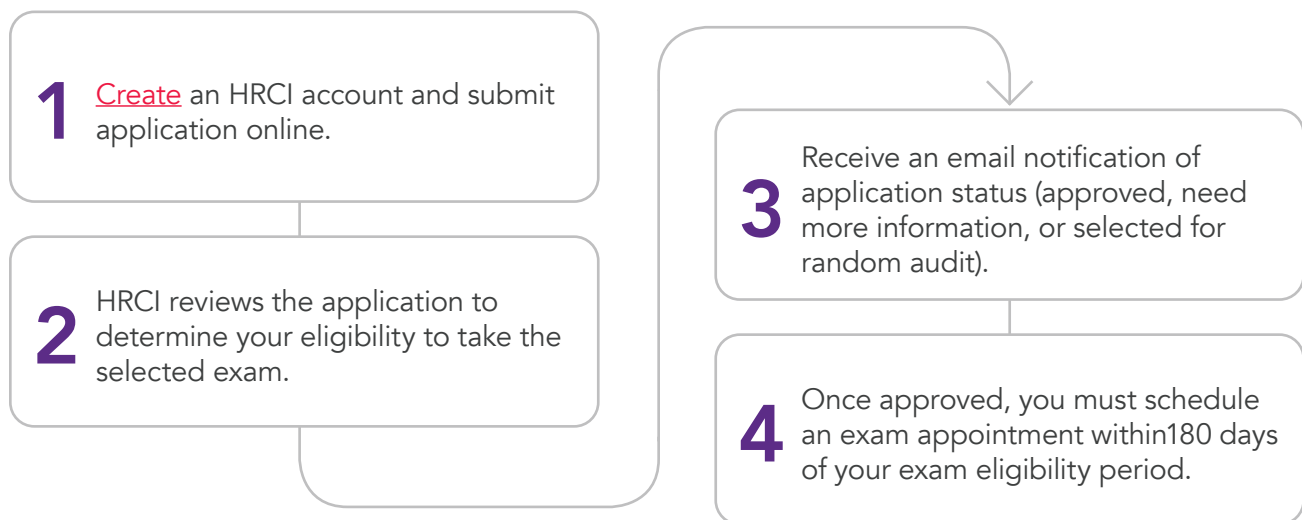 1
Create an HRCI account and submit
application online.
2
HRCI reviews the application to
determine your eligibility to take the
selected exam.
3
Receive an email notification of
application status (approved, need
more information, or selected for
random audit).
4
Once approved, you must schedule
an exam appointment within180 days
of your exam eligibility period.